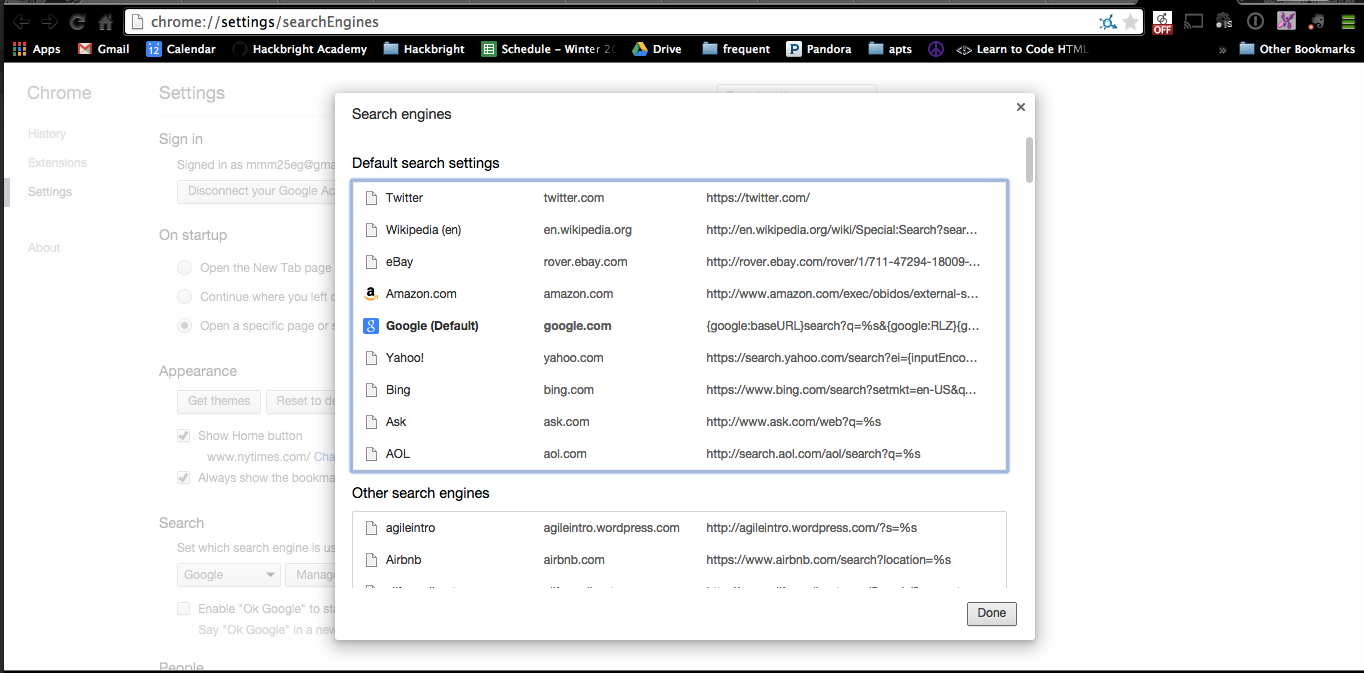 chrome://settings/searchEngines
OFF
Apps Gmail 12 Calendar Hackbright Academy Hackbright Schedule – Winter 20 Drive frequent P Pandora apts Learn to Code HTML » Other Bookmarks
Chrome
History
Extensions
Settings
About
Settings
Sign in
Signed in as mmm25eg@gma
Disconnect your Google Ac
On startup
Open the New Tab page
Continue where you left o
Open a specific page or s
Appearance
Get themes Reset to de
Show Home button
www.nytimes.com/ Cha
Always show the bookma
Search
Set which search engine is us
Google Manag
Enable "Ok Google" to sta
Say "Ok Google" in a new
People
Search engines ×
Default search settings
Twitter twitter.com https://twitter.com/
Wikipedia (en) en.wikipedia.org http://en.wikipedia.org/wiki/Special:Search?sear...
eBay rover.ebay.com http://rover.ebay.com/rover/1/711-47294-18009-...
a Amazon.com amazon.com http://www.amazon.com/exec/obidos/external-s...
8 Google (Default) google.com {google:baseURL}search?q=%s&{google:RLZ}{g...
Yahoo! yahoo.com https://search.yahoo.com/search?ei={inputEnco...
Bing bing.com https://www.bing.com/search?setmkt=en-US&q...
Ask ask.com http://www.ask.com/web?q=%s
AOL aol.com http://search.aol.com/aol/search?q=%s
Other search engines
agileintro agileintro.wordpress.com http://agileintro.wordpress.com/?s=%s
Airbnb airbnb.com https://www.airbnb.com/search?location=%s
Done